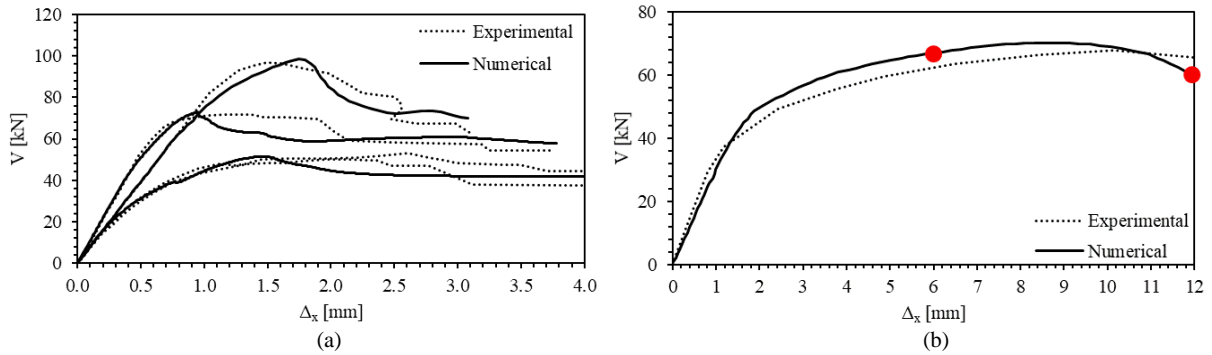 120
100
80
60
40
20
0
V [kN]
0.0 0.5 1.0 1.5 2.0 2.5 3.0 3.5 4.0
Δx [mm]
Experimental
Numerical
(a)
80
60
40
20
0
V [kN]
0 1 2 3 4 5 6 7 8 9 10 11 12
Δx [mm]
Experimental
Numerical
(b)